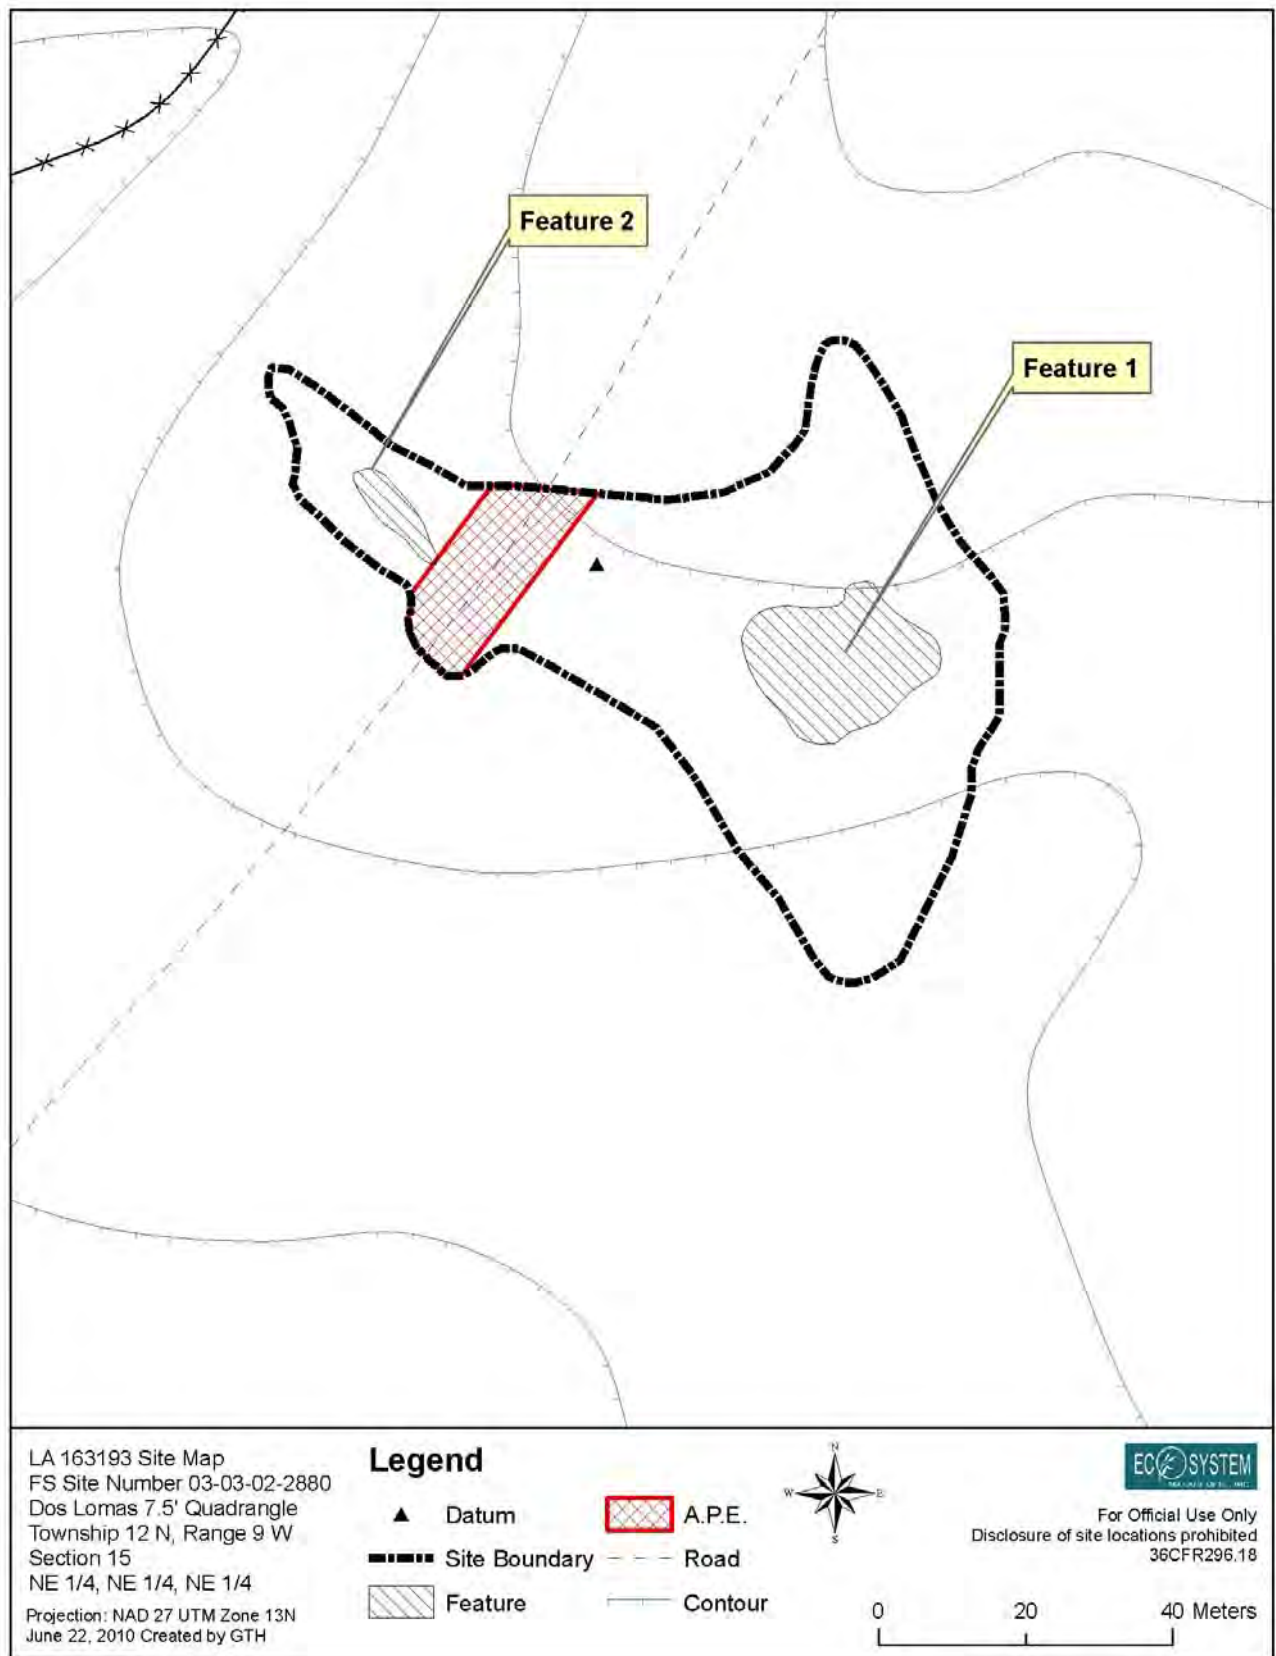 Feature 2
Feature 1
LA 163193 Site Map
FS Site Number 03-03-02-2880
Dos Lomas 7.5' Quadrangle
Township 12 N, Range 9 W
Section 15
NE 1/4, NE 1/4, NE 1/4
Projection: NAD 27 UTM Zone 13N
June 22, 2010 Created by GTH
Legend
Datum
A.P.E.
Site Boundary
Road
Feature
Contour
N
W
E
S
ECOSYSTEM
For Official Use Only
Disclosure of site locations prohibited
36CFR296.18
0 20 40 Meters